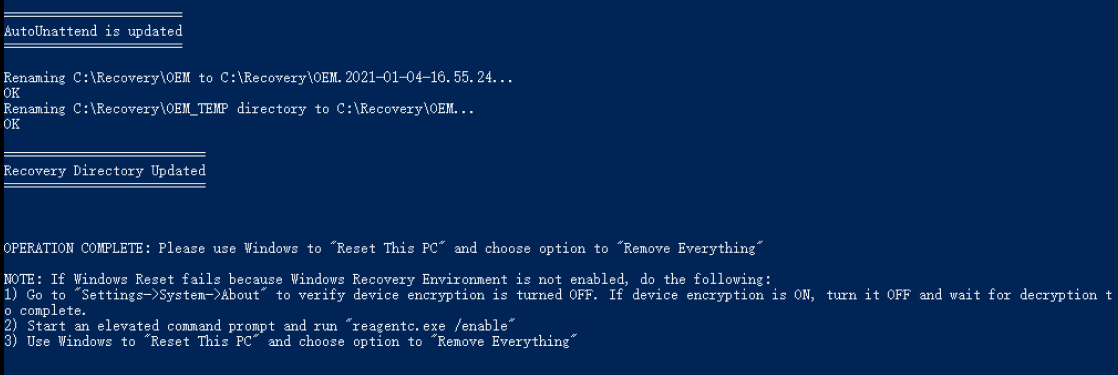 AutoUnattend is updated
Renaming C:\Recovery\OEM to C:\Recovery\OEM.2021-01-04-16.55.24...
OK
Renaming C:\Recovery\OEM_TEMP directory to C:\Recovery\OEM...
OK
Recovery Directory Updated
OPERATION COMPLETE: Please use Windows to "Reset This PC" and choose option to "Remove Everything"
NOTE: If Windows Reset fails because Windows Recovery Environment is not enabled, do the following:
1) Go to "Settings->System->About" to verify device encryption is turned OFF. If device encryption is ON, turn it OFF and wait for decryption t
o complete.
2) Start an elevated command prompt and run "reagentc.exe /enable"
3) Use Windows to "Reset This PC" and choose option to "Remove Everything"